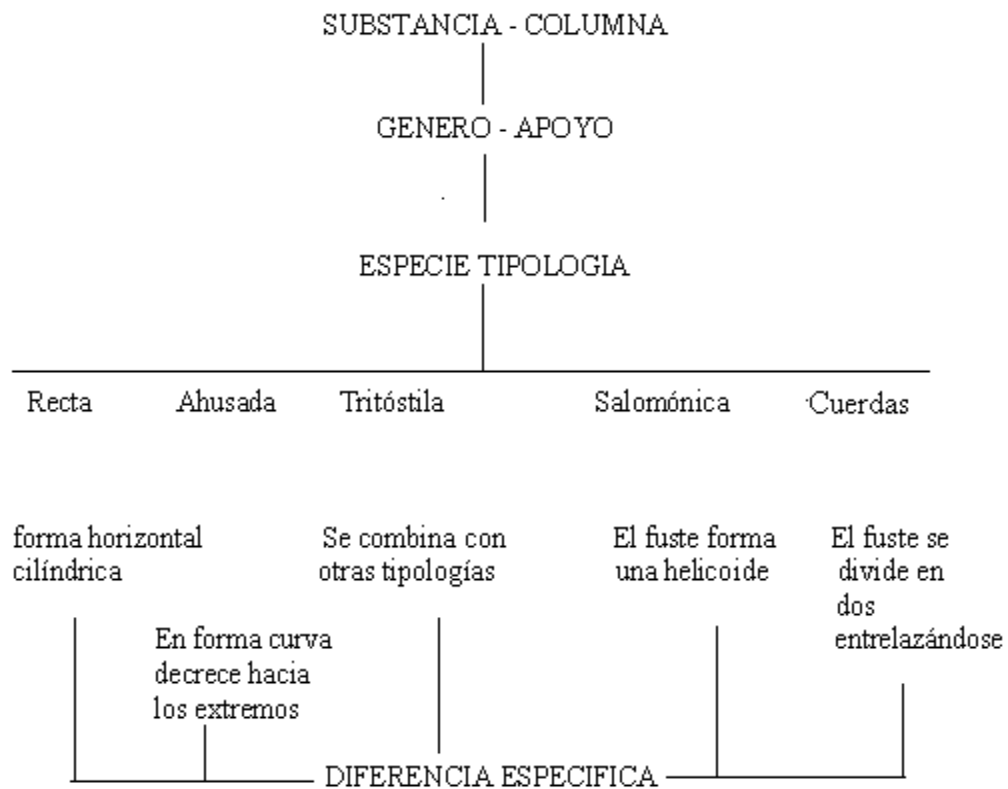 SUBSTANCIA - COLUMNA
GENERO - APOYO
ESPECIE TIPOLOGIA
Recta
Ahusada
Tritóstila
Salomónica
Cuerdas
forma horizontal
cilíndrica
En forma curva
decrece hacia
los extremos
Se combina con
otras tipologías
El fuste forma
una helicoide
El fuste se
divide en
dos
entrelazándose
DIFERENCIA ESPECIFICA